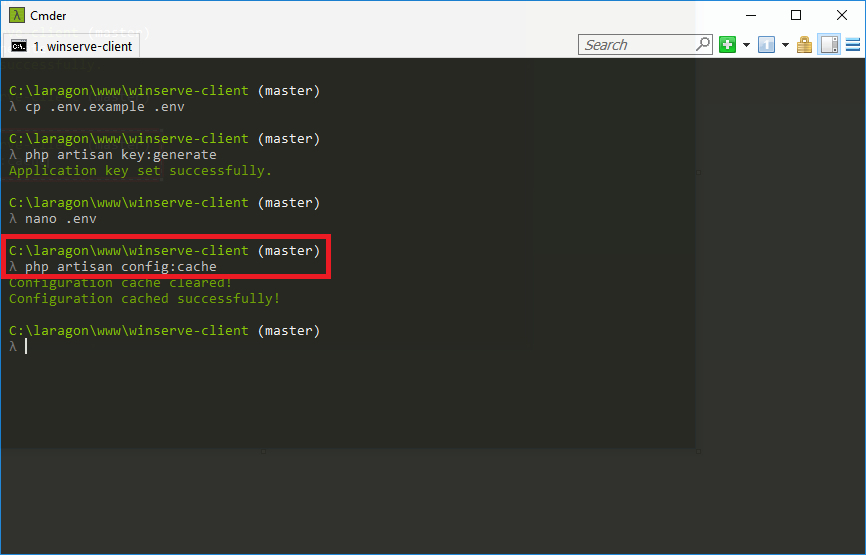 Cmder
1. winserve-client
Search
C:\laragon\www\winserve-client (master)
λ cp .env.example .env
C:\laragon\www\winserve-client (master)
λ php artisan key:generate
Application key set successfully.
C:\laragon\www\winserve-client (master)
λ nano .env
C:\laragon\www\winserve-client (master)
λ php artisan config:cache
Configuration cache cleared!
Configuration cached successfully!
C:\laragon\www\winserve-client (master)
λ